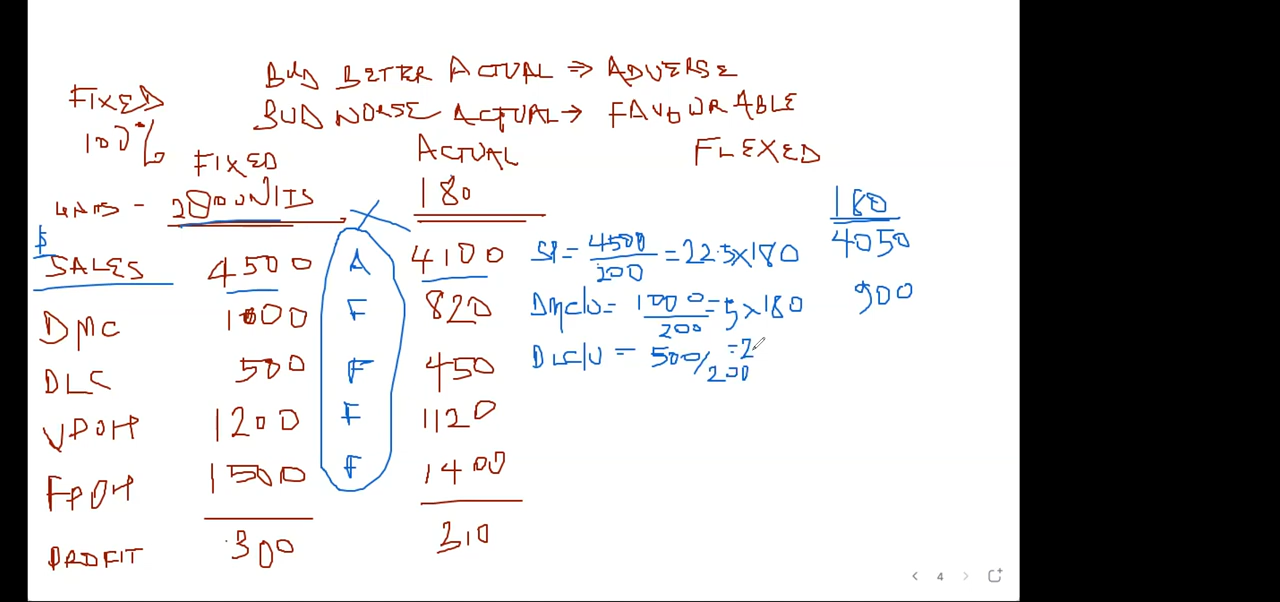 BUD BETTER ACTUAL ⇒ ADVERSE
FIXED
BUD WORSE ACTUAL → FAVOURABLE
100%
FIXED ACTUAL FLEXED
UNITS - 200 UNITS 180 180
$
SALES 4500 A 4100 SP = 4500/200 = 22.5 × 180 4050
DMC 1000 F 820 DMC/U = 1000/200 = 5 × 180 900
DLC 500 F 450 DLC/U = 500/200 = 2
VPOH 1200 F 1120
FPOH 1500 F 1400
PROFIT 300 310
4